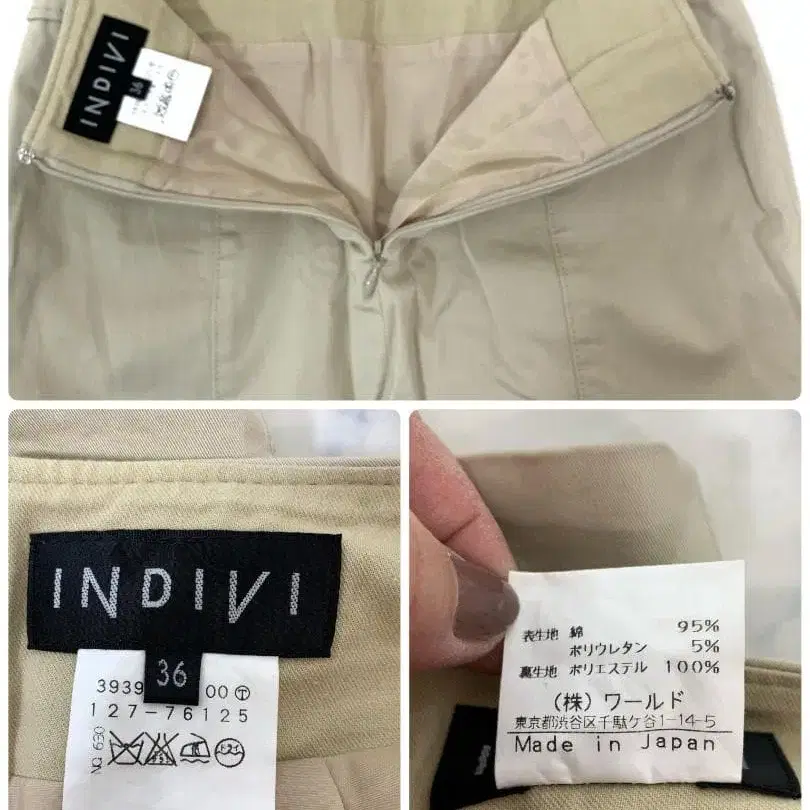 INDIVI
36
INDIVI
36
3939 00 Ⓣ
127-76125
NO. 630
表生地 綿 95%
ポリウレタン 5%
裏生地 ポリエステル 100%
(株) ワールド
東京都渋谷区千駄ケ谷1-14-5
Made in Japan